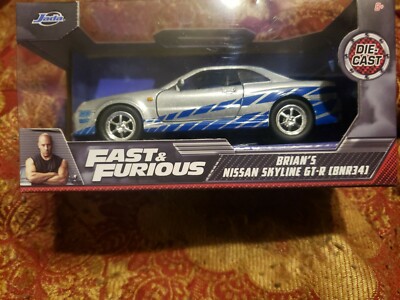 Jada
DIE-
CAST
FAST &
FURIOUS
BRIAN'S
NISSAN SKYLINE GT-R (BNR34)